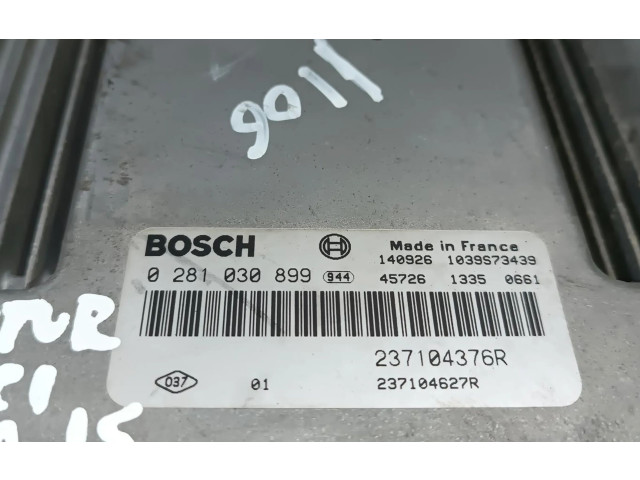 9011
BOSCH Made in France
140926 1039S73439
0 281 030 899 944 45726 1335 0661
237104376R
037 01 237104627R
15